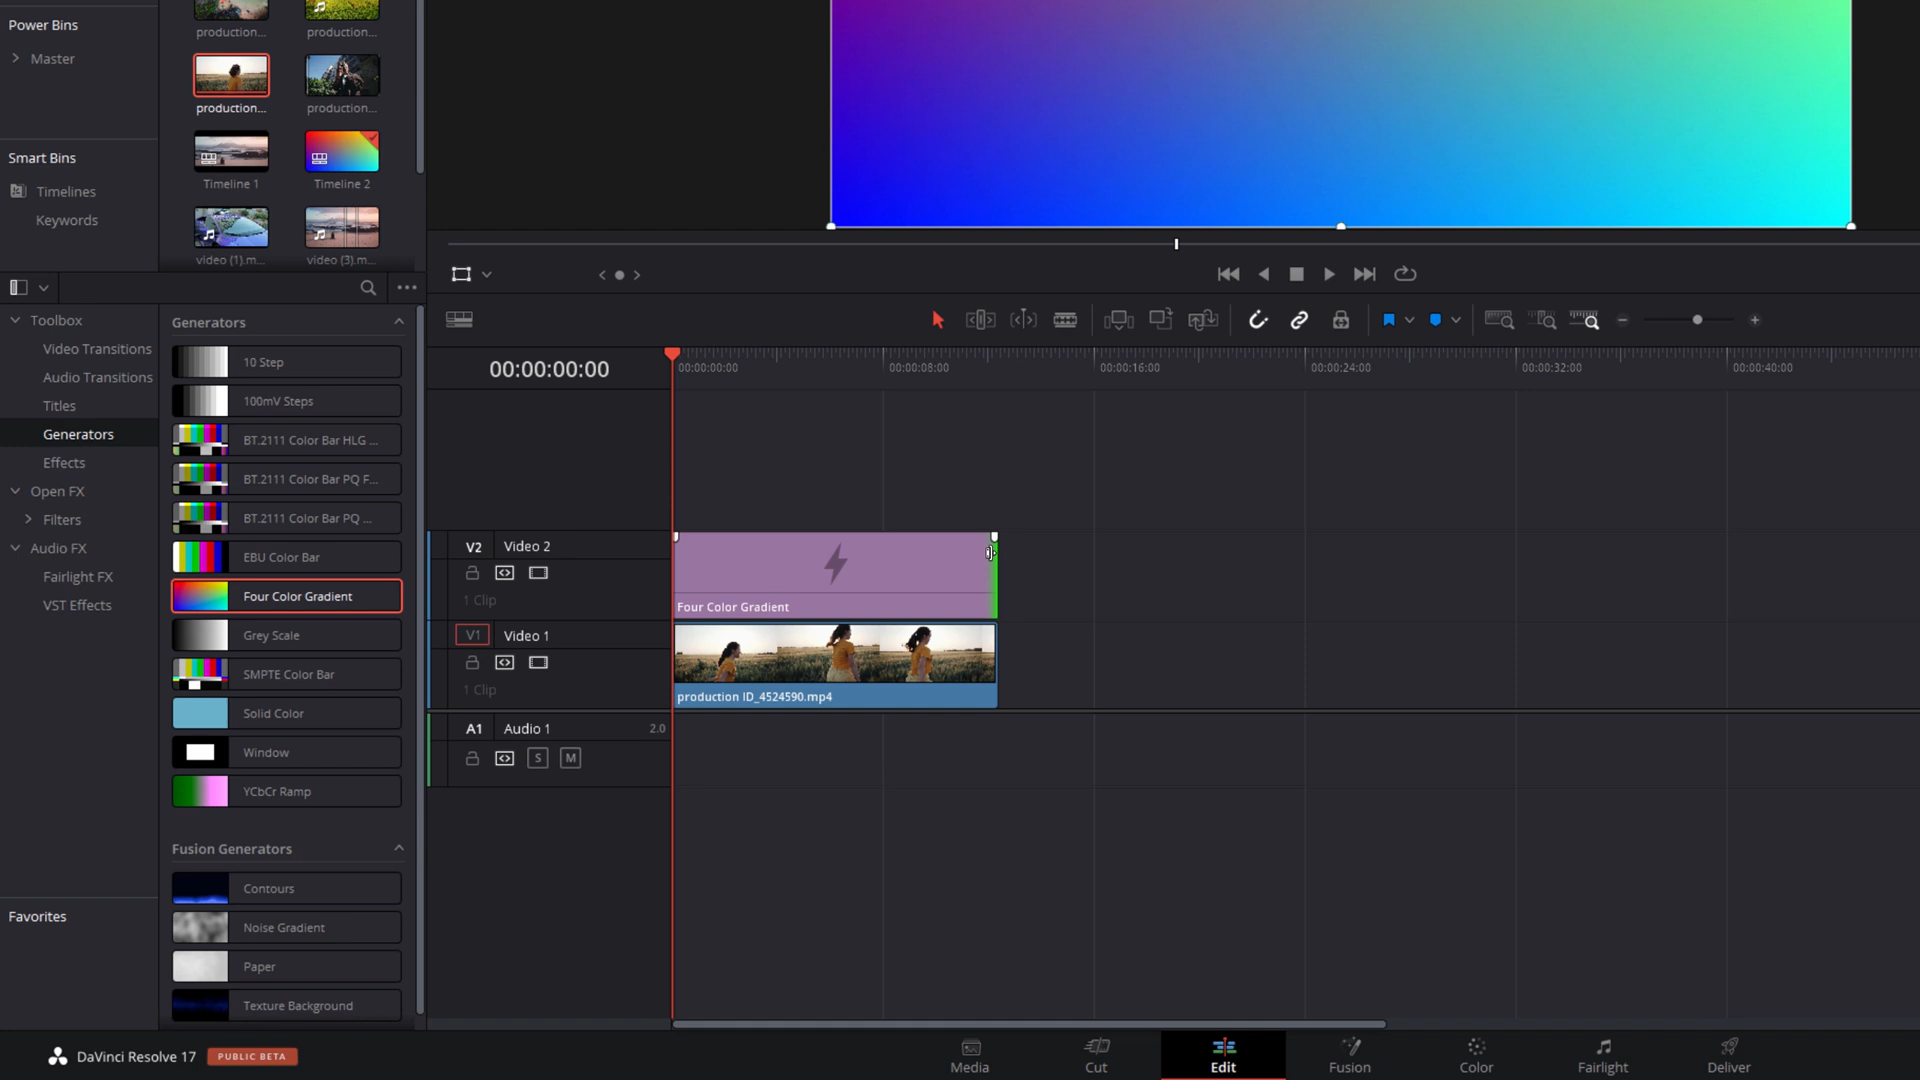 Power Bins
Master
production...
production...
production...
production...
Smart Bins
Timelines
Keywords
Timeline 1
Timeline 2
video (1).m...
video (3).m...
Toolbox
Video Transitions
Audio Transitions
Titles
Generators
Effects
Open FX
Filters
Audio FX
Fairlight FX
VST Effects
Favorites
Generators
10 Step
100mV Steps
BT.2111 Color Bar HLG ...
BT.2111 Color Bar PQ F...
BT.2111 Color Bar PQ ...
EBU Color Bar
Four Color Gradient
Grey Scale
SMPTE Color Bar
Solid Color
Window
YCbCr Ramp
Fusion Generators
Contours
Noise Gradient
Paper
Texture Background
00:00:00:00
00:00:00:00
00:00:08:00
00:00:16:00
00:00:24:00
00:00:32:00
00:00:40:00
V2 Video 2
1 Clip
Four Color Gradient
V1 Video 1
1 Clip
production ID_4524590.mp4
A1 Audio 1 2.0
S M
DaVinci Resolve 17 PUBLIC BETA
Media
Cut
Edit
Fusion
Color
Fairlight
Deliver